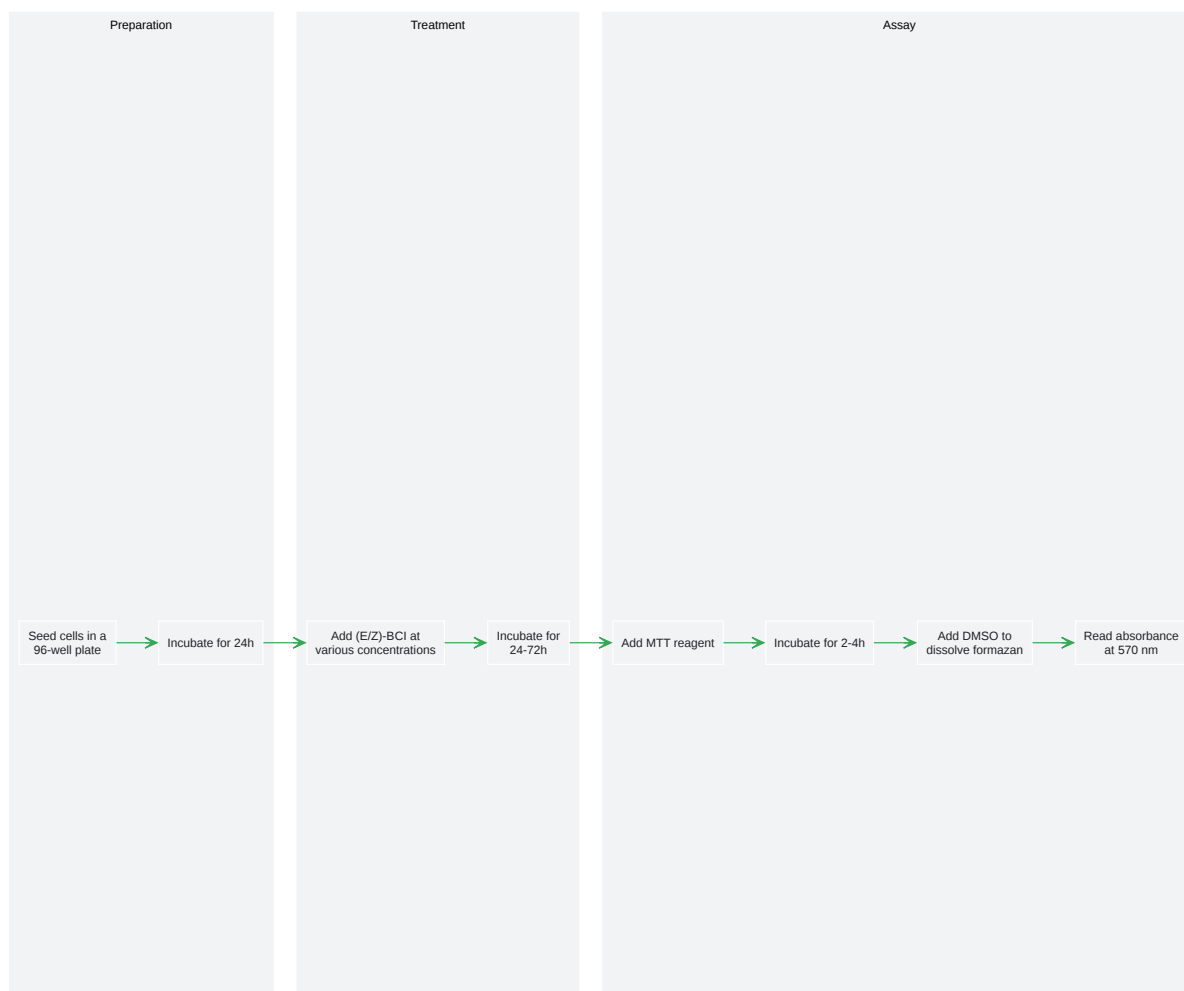 Preparation
Treatment
Assay
Seed cells in a
96-well plate
Incubate for 24h
Add (E/Z)-BCI at
various concentrations
Incubate for
24-72h
Add MTT reagent
Incubate for 2-4h
Add DMSO to
dissolve formazan
Read absorbance
at 570 nm